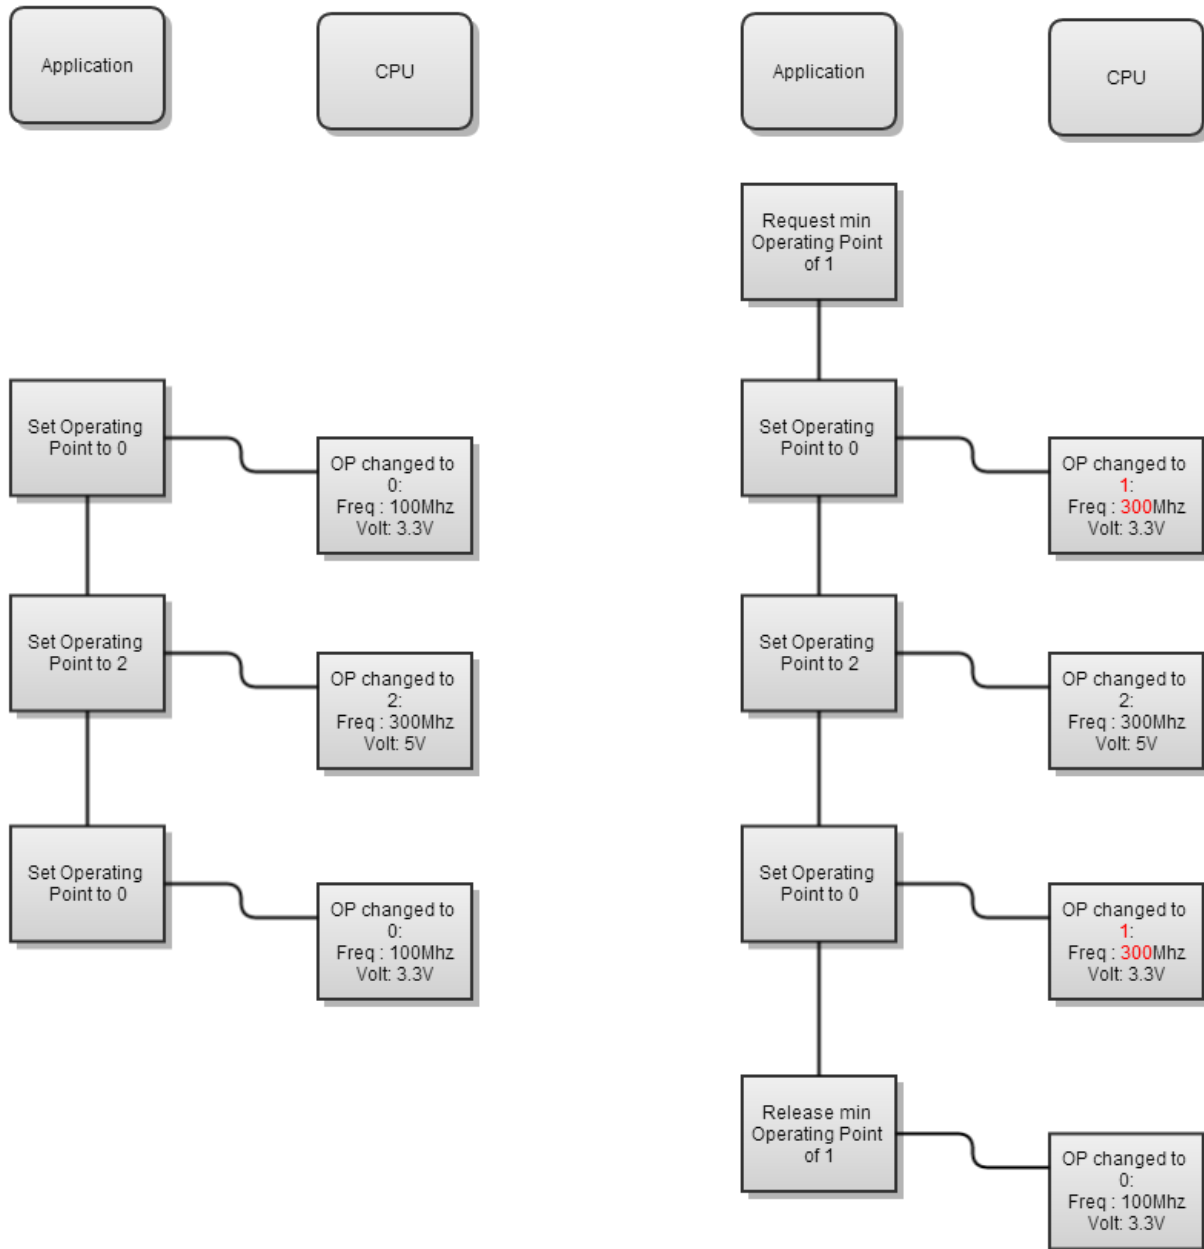 Application
CPU
Application
CPU
Request min
Operating Point
of 1
Set Operating
Point to 0
OP changed to
0:
Freq : 100Mhz
Volt: 3.3V
Set Operating
Point to 0
OP changed to
1:
Freq : 300Mhz
Volt: 3.3V
Set Operating
Point to 2
OP changed to
2:
Freq : 300Mhz
Volt: 5V
Set Operating
Point to 2
OP changed to
2:
Freq : 300Mhz
Volt: 5V
Set Operating
Point to 0
OP changed to
0:
Freq : 100Mhz
Volt: 3.3V
Set Operating
Point to 0
OP changed to
1:
Freq : 300Mhz
Volt: 3.3V
Release min
Operating Point
of 1
OP changed to
0:
Freq : 100Mhz
Volt: 3.3V